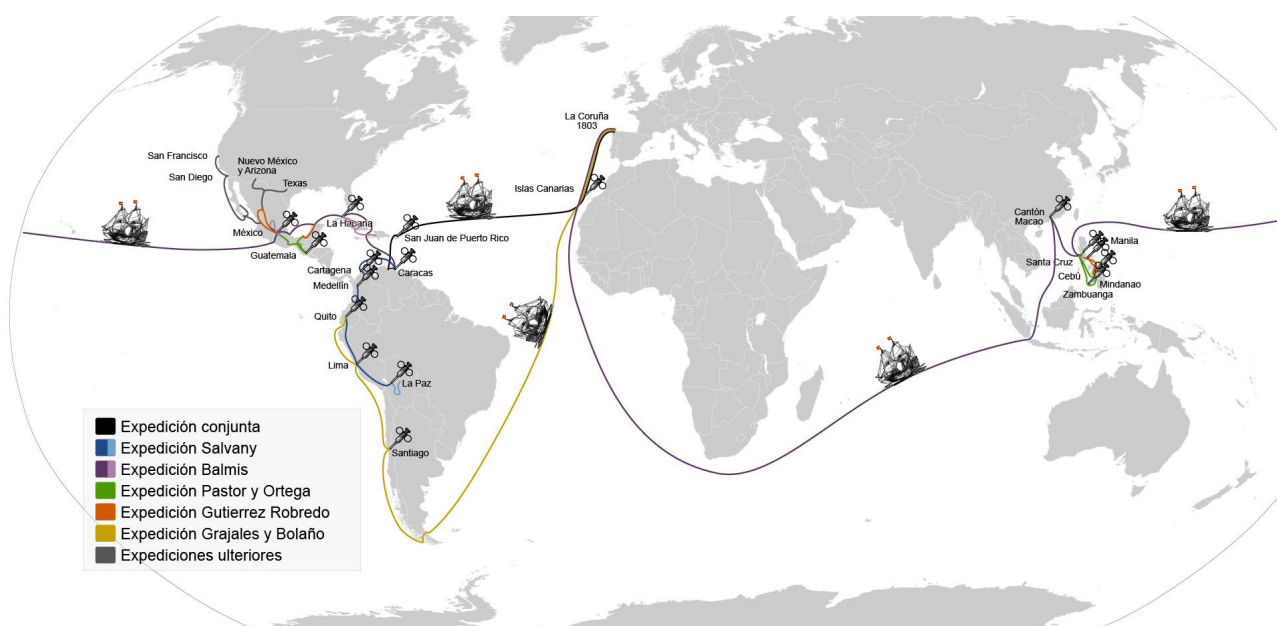 La Coruña
1803
San Francisco
Nuevo México
y Arizona
San Diego
Texas
Islas Canarias
La Habana
México
San Juan de Puerto Rico
Guatemala
Cartagena
Caracas
Medellín
Quito
Lima
La Paz
Santiago
Cantón
Macao
Manila
Santa Cruz
Cebú
Mindanao
Zambuanga
Expedición conjunta
Expedición Salvany
Expedición Balmis
Expedición Pastor y Ortega
Expedición Gutierrez Robredo
Expedición Grajales y Bolaño
Expediciones ulteriores